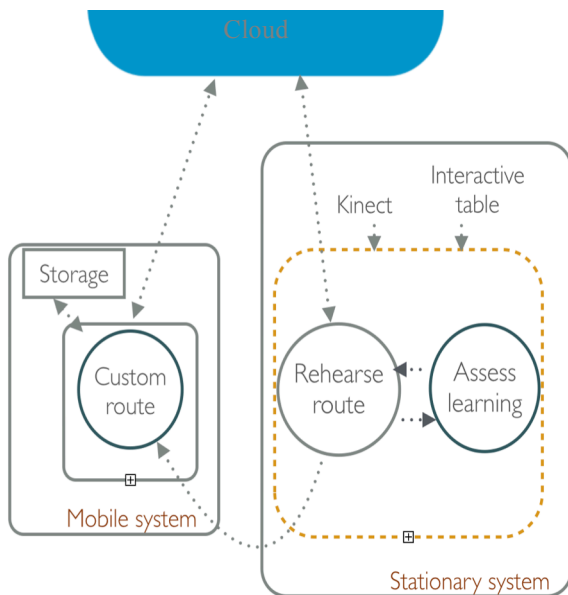 Cloud
Interactive
table
Kinect
Storage
Custom
route
Rehearse
route
Assess
learning
Mobile system
Stationary system